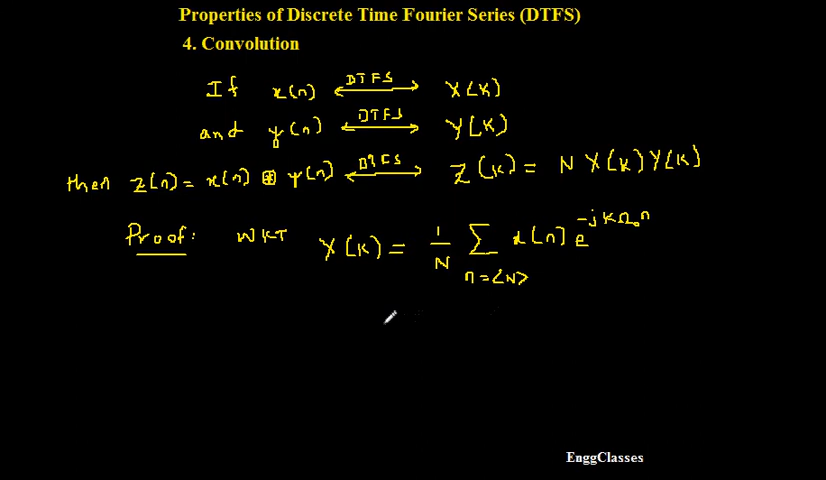 Properties of Discrete Time Fourier Series (DTFS)
4. Convolution
If x(n) <-- DTFS --> X(K)
and y(n) <-- DTFS --> Y(K)
then z(n) = x(n) ⊛ y(n) <-- DTFS --> Z(K) = N X(K) Y(K)
Proof: WKT X(K) = 1/N ∑_{n=<N>} x(n) e^{-jKΩ₀n}
EnggClasses